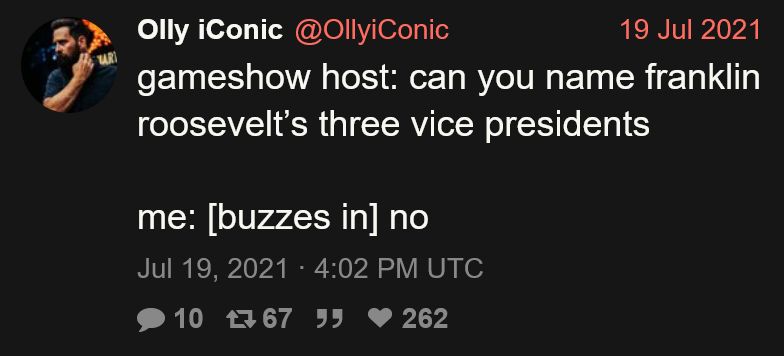 Olly iConic @OllyiConic 19 Jul 2021
gameshow host: can you name franklin
roosevelt’s three vice presidents
me: [buzzes in] no
Jul 19, 2021 · 4:02 PM UTC
10 67 262